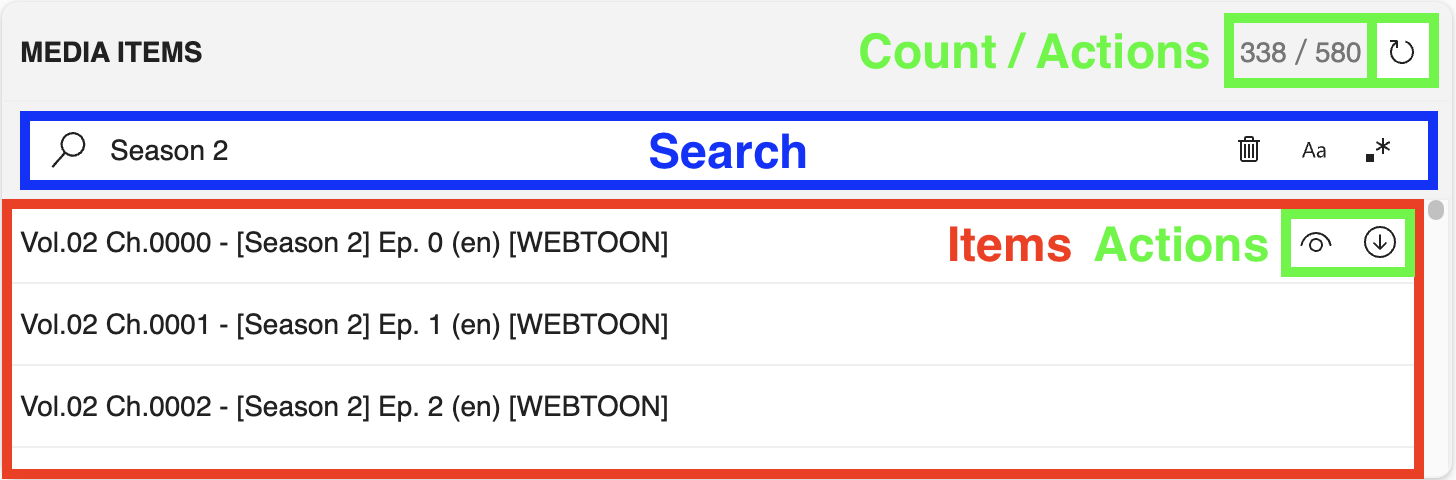 MEDIA ITEMS Count / Actions 338 / 580
Season 2 Search Aa .*
Vol.02 Ch.0000 - [Season 2] Ep. 0 (en) [WEBTOON] Items Actions
Vol.02 Ch.0001 - [Season 2] Ep. 1 (en) [WEBTOON]
Vol.02 Ch.0002 - [Season 2] Ep. 2 (en) [WEBTOON]